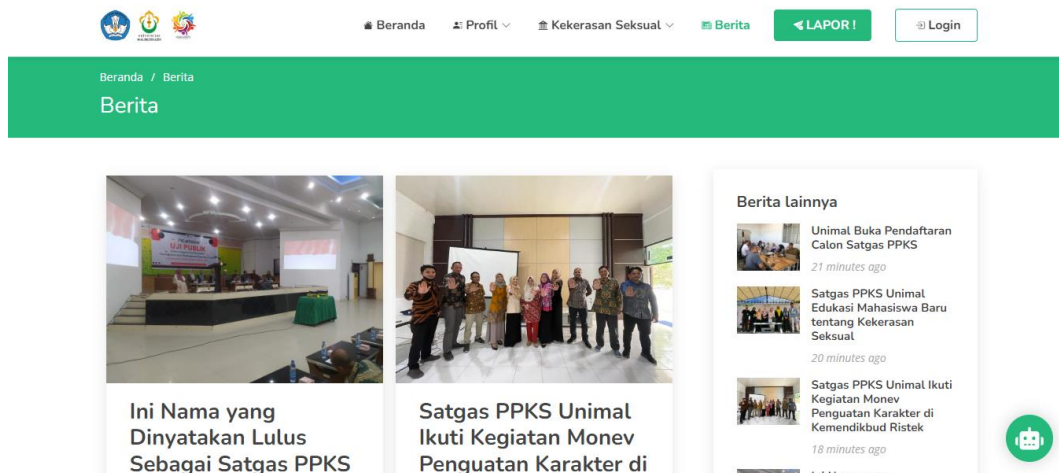 Beranda
Profil
Kekerasan Seksual
Berita
LAPOR !
Login
Beranda / Berita
Berita
UJI PUBLIK
Ini Nama yang
Dinyatakan Lulus
Sebagai Satgas PPKS
Satgas PPKS Unimal
Ikuti Kegiatan Monev
Penguatan Karakter di
Berita lainnya
Unimal Buka Pendaftaran
Calon Satgas PPKS
21 minutes ago
Satgas PPKS Unimal
Edukasi Mahasiswa Baru
tentang Kekerasan
Seksual
20 minutes ago
Satgas PPKS Unimal Ikuti
Kegiatan Monev
Penguatan Karakter di
Kemendikbud Ristek
18 minutes ago